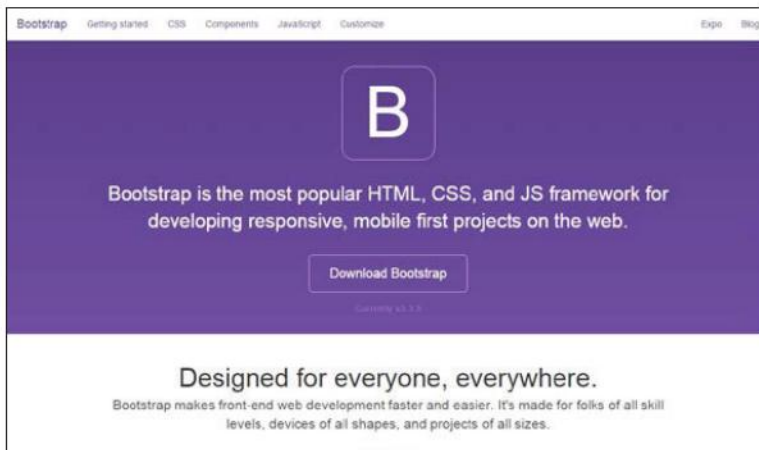 Bootstrap Getting started CSS Components JavaScript Customize Expo Blog
B
Bootstrap is the most popular HTML, CSS, and JS framework for
developing responsive, mobile first projects on the web.
Download Bootstrap
Currently
Designed for everyone, everywhere.
Bootstrap makes front-end web development faster and easier. It's made for folks of all skill
levels, devices of all shapes, and projects of all sizes.